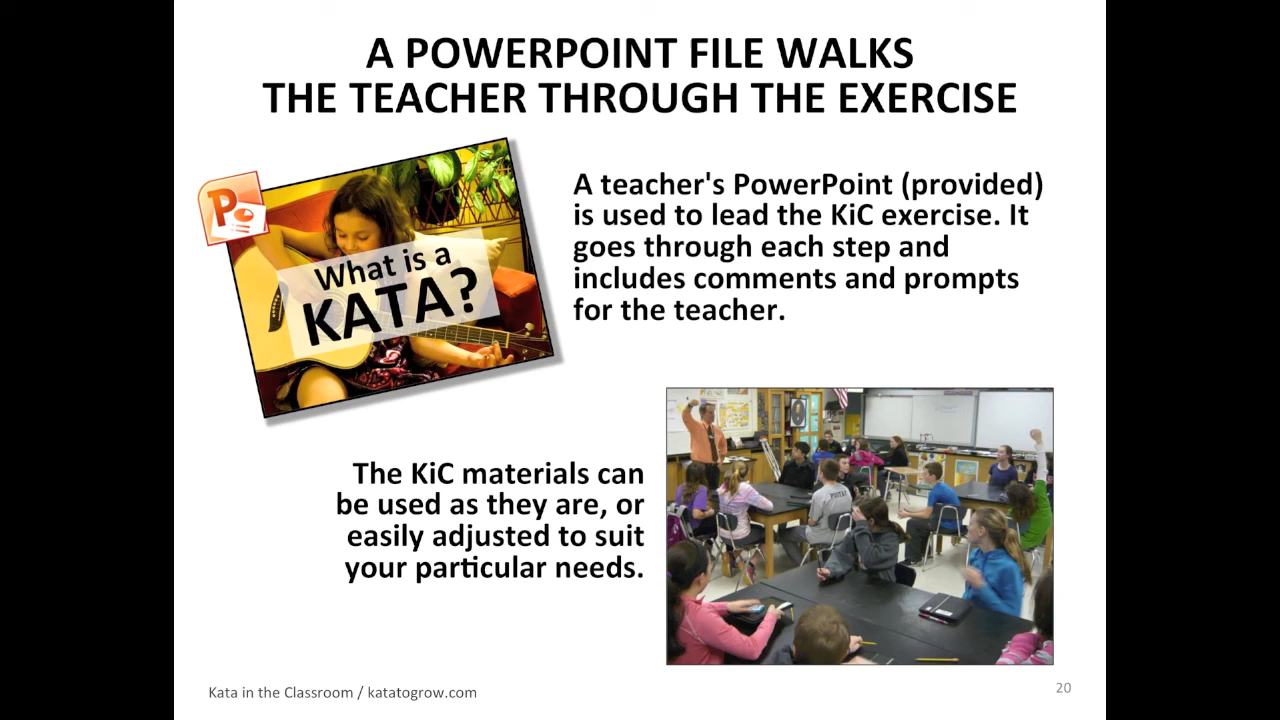 A POWERPOINT FILE WALKS
THE TEACHER THROUGH THE EXERCISE
What is a
KATA?
A teacher's PowerPoint (provided)
is used to lead the KiC exercise. It
goes through each step and
includes comments and prompts
for the teacher.
The KiC materials can
be used as they are, or
easily adjusted to suit
your particular needs.
Kata in the Classroom / katatogrow.com
20